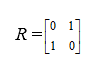 R = [0 1
1 0]